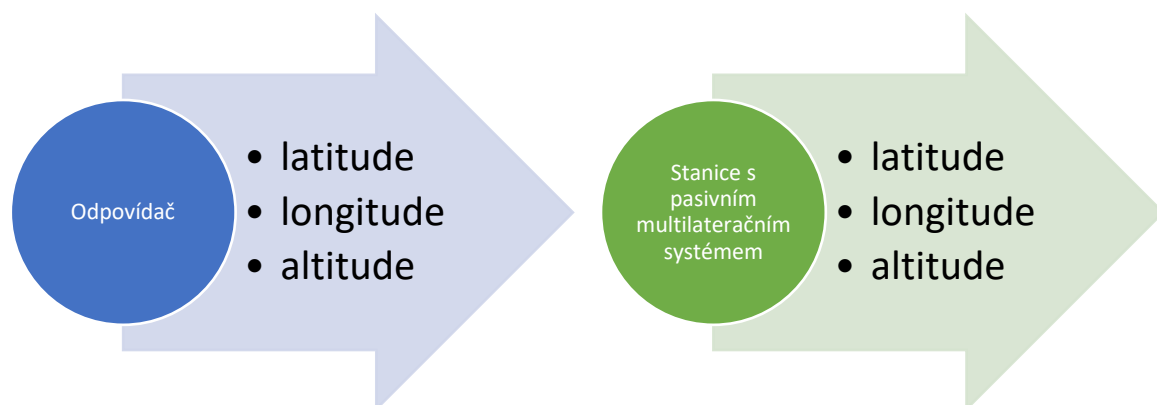 Odpovídač
• latitude
• longitude
• altitude
Stanice s
pasivním
multilateračním
systémem
• latitude
• longitude
• altitude